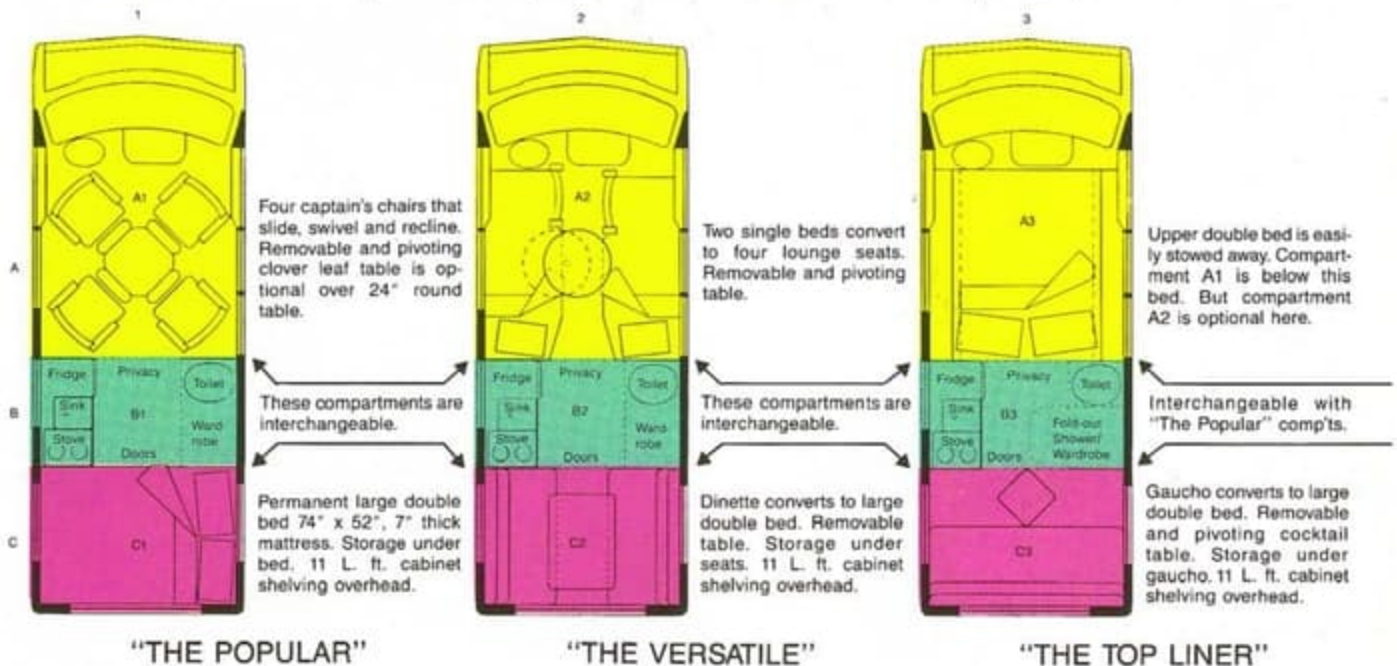 1
2
3
A
B
C
A1
Fridge
Privacy
Toilet
Sink
B1
Ward
robe
Stove
Doors
C1
Four captain's chairs that
slide, swivel and recline.
Removable and pivoting
clover leaf table is op-
tional over 24" round
table.
These compartments are
interchangeable.
Permanent large double
bed 74" x 52", 7" thick
mattress. Storage under
bed. 11 L. ft. cabinet
shelving overhead.
"THE POPULAR"
A2
Fridge
Privacy
Toilet
Sink
B2
Ward
robe
Stove
Doors
C2
Two single beds convert
to four lounge seats.
Removable and pivoting
table.
These compartments are
interchangeable.
Dinette converts to large
double bed. Removable
table. Storage under
seats. 11 L. ft. cabinet
shelving overhead.
"THE VERSATILE"
A3
Fridge
Privacy
Toilet
Sink
B3
Fold-out
Shower/
Wardrobe
Stove
Doors
C3
Upper double bed is easi-
ly stowed away. Compart-
ment A1 is below this
bed. But compartment
A2 is optional here.
Interchangeable with
"The Popular" comp'ts.
Gaucho converts to large
double bed. Removable
and pivoting cocktail
table. Storage under
gaucho. 11 L. ft. cabinet
shelving overhead.
"THE TOP LINER"